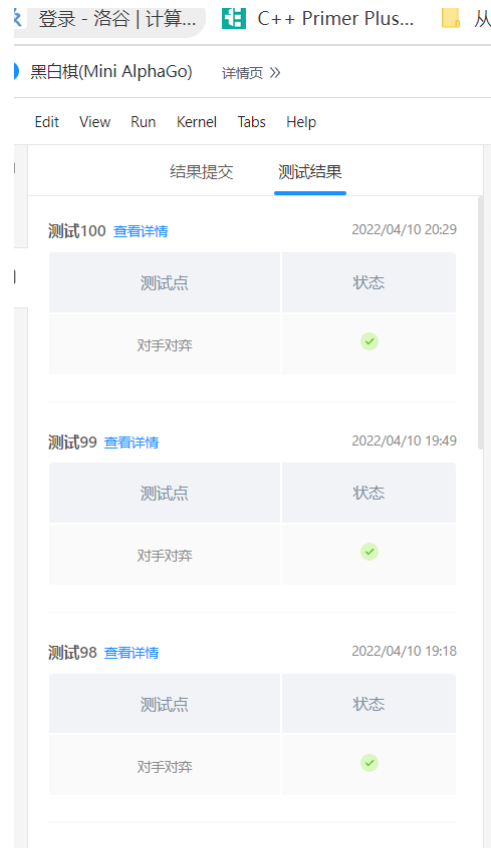 登录 - 洛谷 | 计算... C++ Primer Plus... 从
黑白棋(Mini AlphaGo) 详情页 »
Edit View Run Kernel Tabs Help
结果提交 测试结果
测试100 查看详情 2022/04/10 20:29
测试点 状态
对手对弈
测试99 查看详情 2022/04/10 19:49
测试点 状态
对手对弈
测试98 查看详情 2022/04/10 19:18
测试点 状态
对手对弈